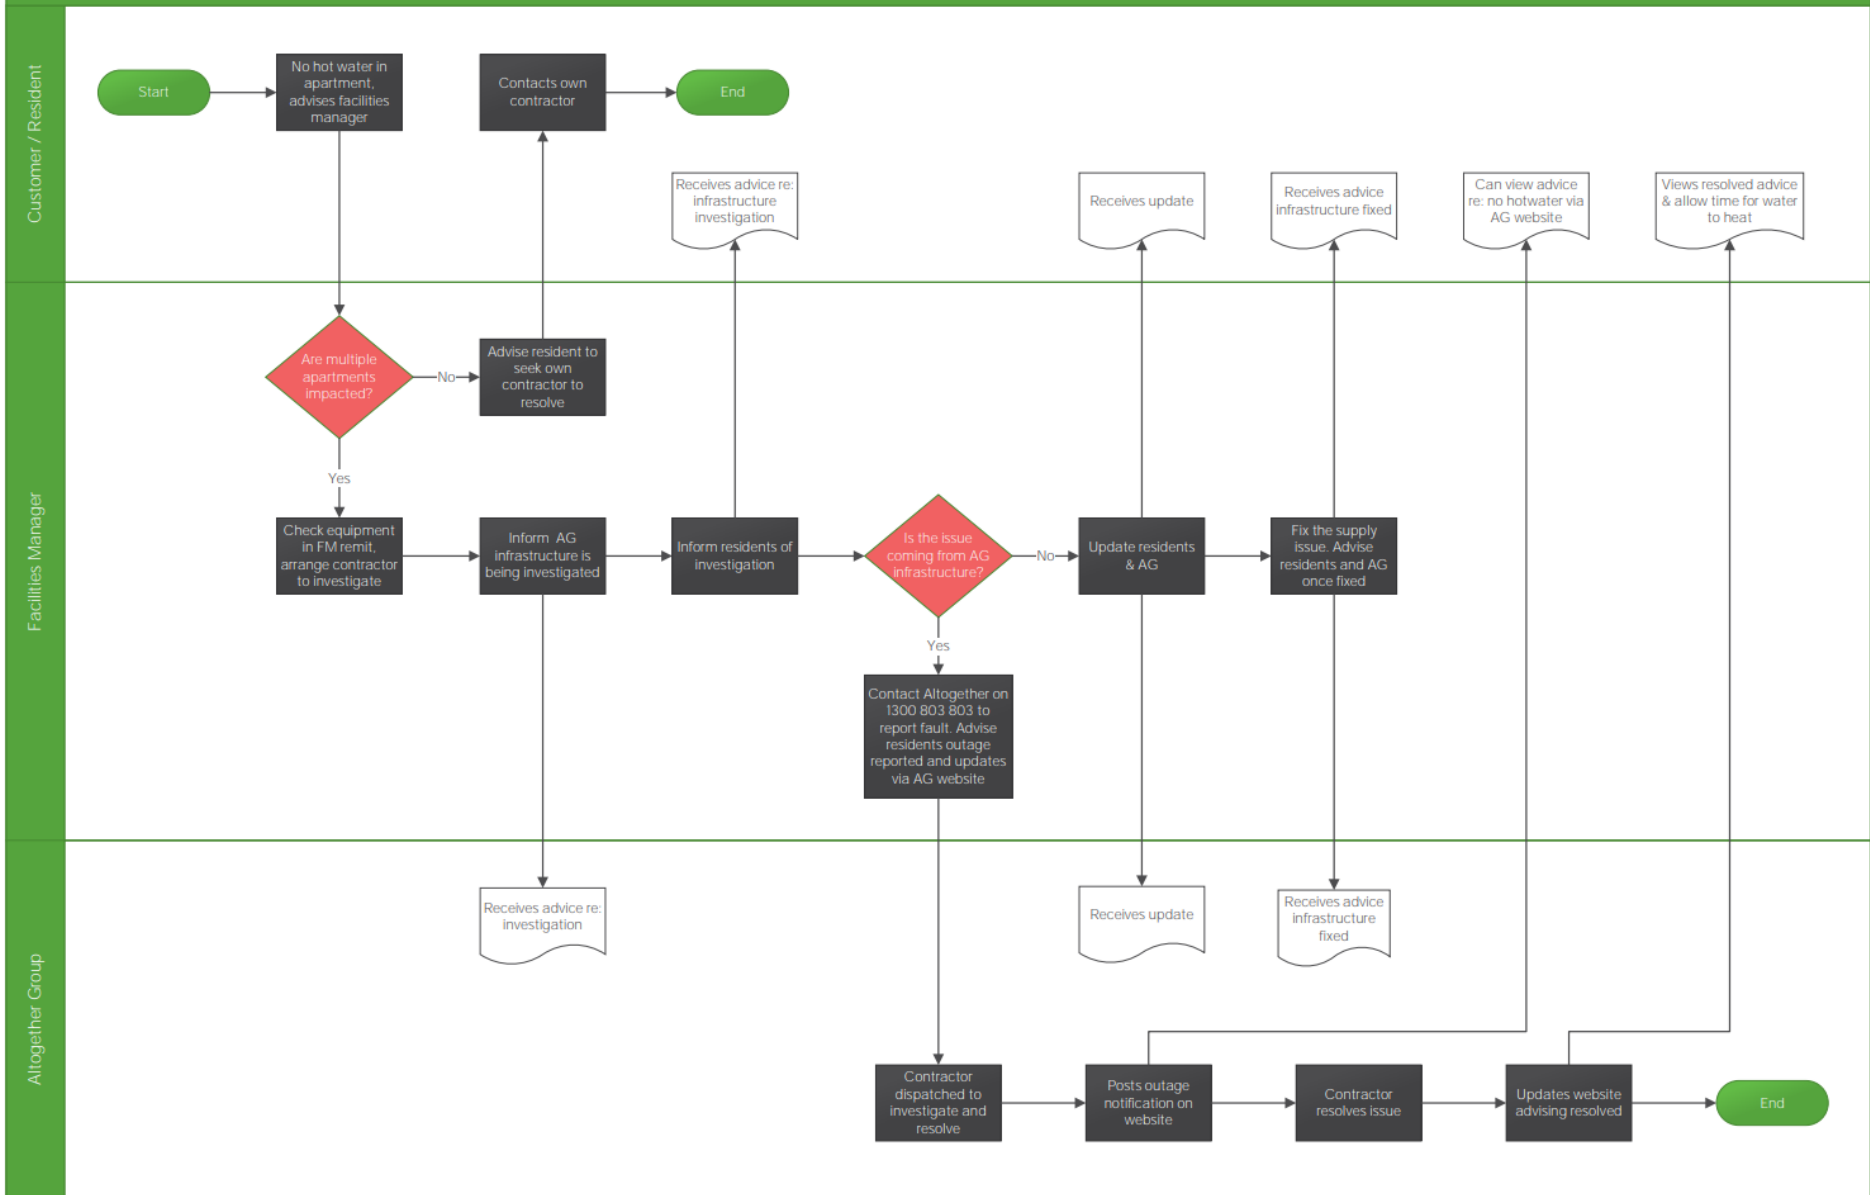 Customer / Resident
Start
No hot water in
apartment,
advises facilities
manager
Contacts own
contractor
End
Receives advice re:
infrastructure
investigation
Receives update
Receives advice
infrastructure fixed
Can view advice
re: no hotwater via
AG website
Views resolved advice
& allow time for water
to heat
Facilities Manager
Are multiple
apartments
impacted?
No
Advise resident to
seek own
contractor to
resolve
Yes
Check equipment
in FM remit,
arrange contractor
to investigate
Inform AG
infrastructure is
being investigated
Inform residents of
investigation
Is the issue
coming from AG
infrastructure?
No
Update residents
& AG
Fix the supply
issue. Advise
residents and AG
once fixed
Yes
Contact Altogether on
1300 803 803 to
report fault. Advise
residents outage
reported and updates
via AG website
Altogether Group
Receives advice re:
investigation
Receives update
Receives advice
infrastructure
fixed
Contractor
dispatched to
investigate and
resolve
Posts outage
notification on
website
Contractor
resolves issue
Updates website
advising resolved
End